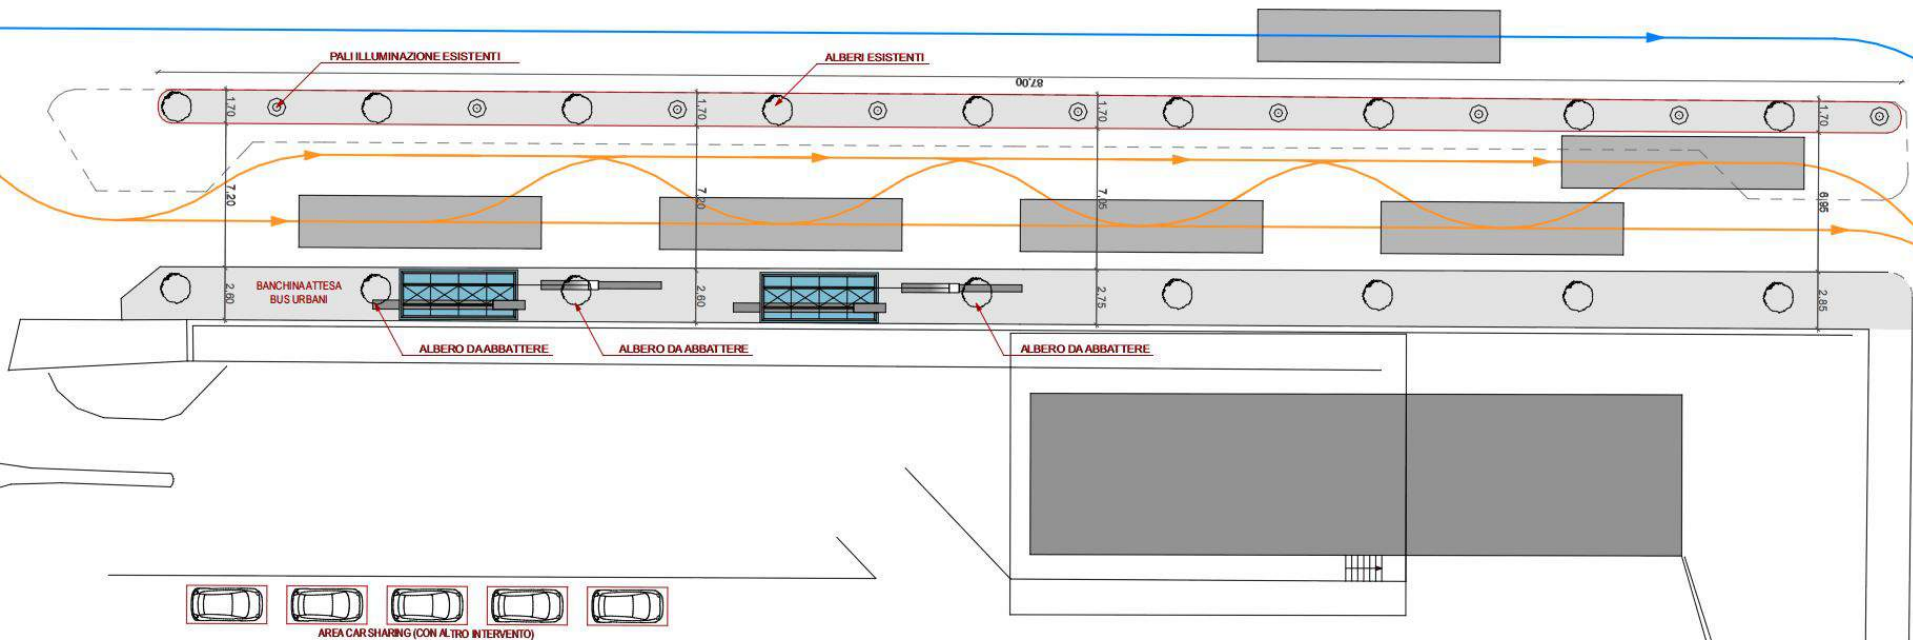 PALI ILLUMINAZIONE ESISTENTI
ALBERI ESISTENTI
87,00
1,70
1,70
1,70
1,70
7,20
7,20
7,05
6,95
BANCHINA ATTESA
BUS URBANI
2,60
2,60
2,75
2,85
ALBERO DA ABBATTERE
ALBERO DA ABBATTERE
ALBERO DA ABBATTERE
AREA CAR SHARING (CON ALTRO INTERVENTO)